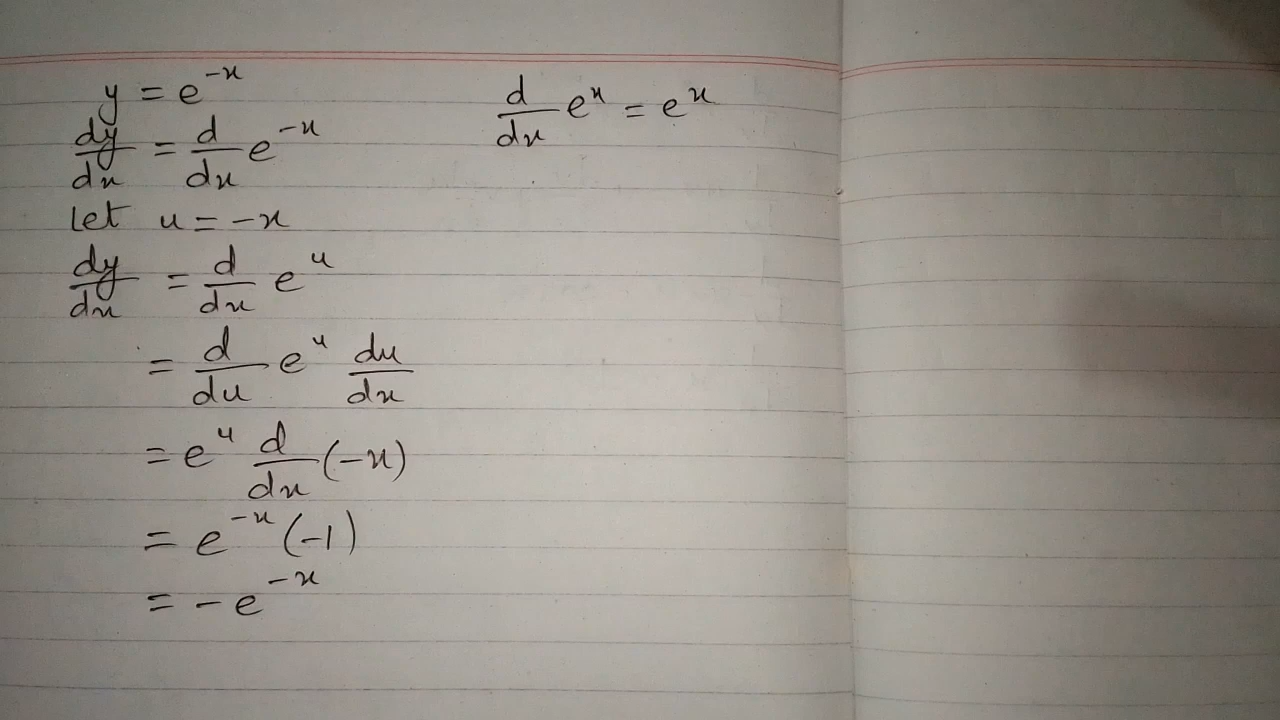 y = e^{-x}
dy/dx = d/dx e^{-x}
Let u = -x
dy/dx = d/dx e^u
= d/du e^u du/dx
= e^u d/dx (-x)
= e^{-x} (-1)
= - e^{-x}
d/dx e^x = e^x